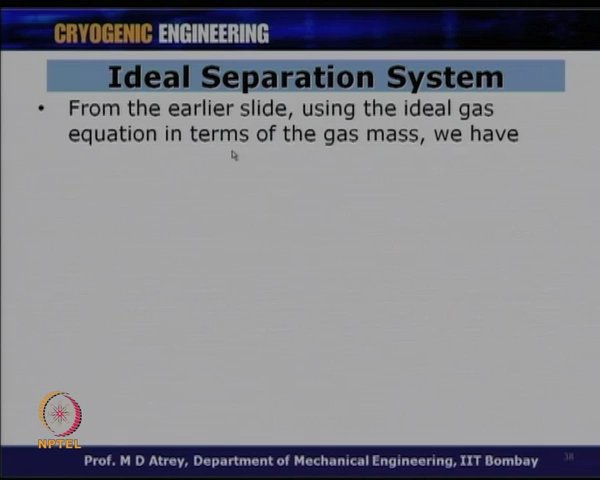 CRYOGENIC ENGINEERING
Ideal Separation System
• From the earlier slide, using the ideal gas
equation in terms of the gas mass, we have
NPTEL
Prof. M D Atrey, Department of Mechanical Engineering, IIT Bombay
38